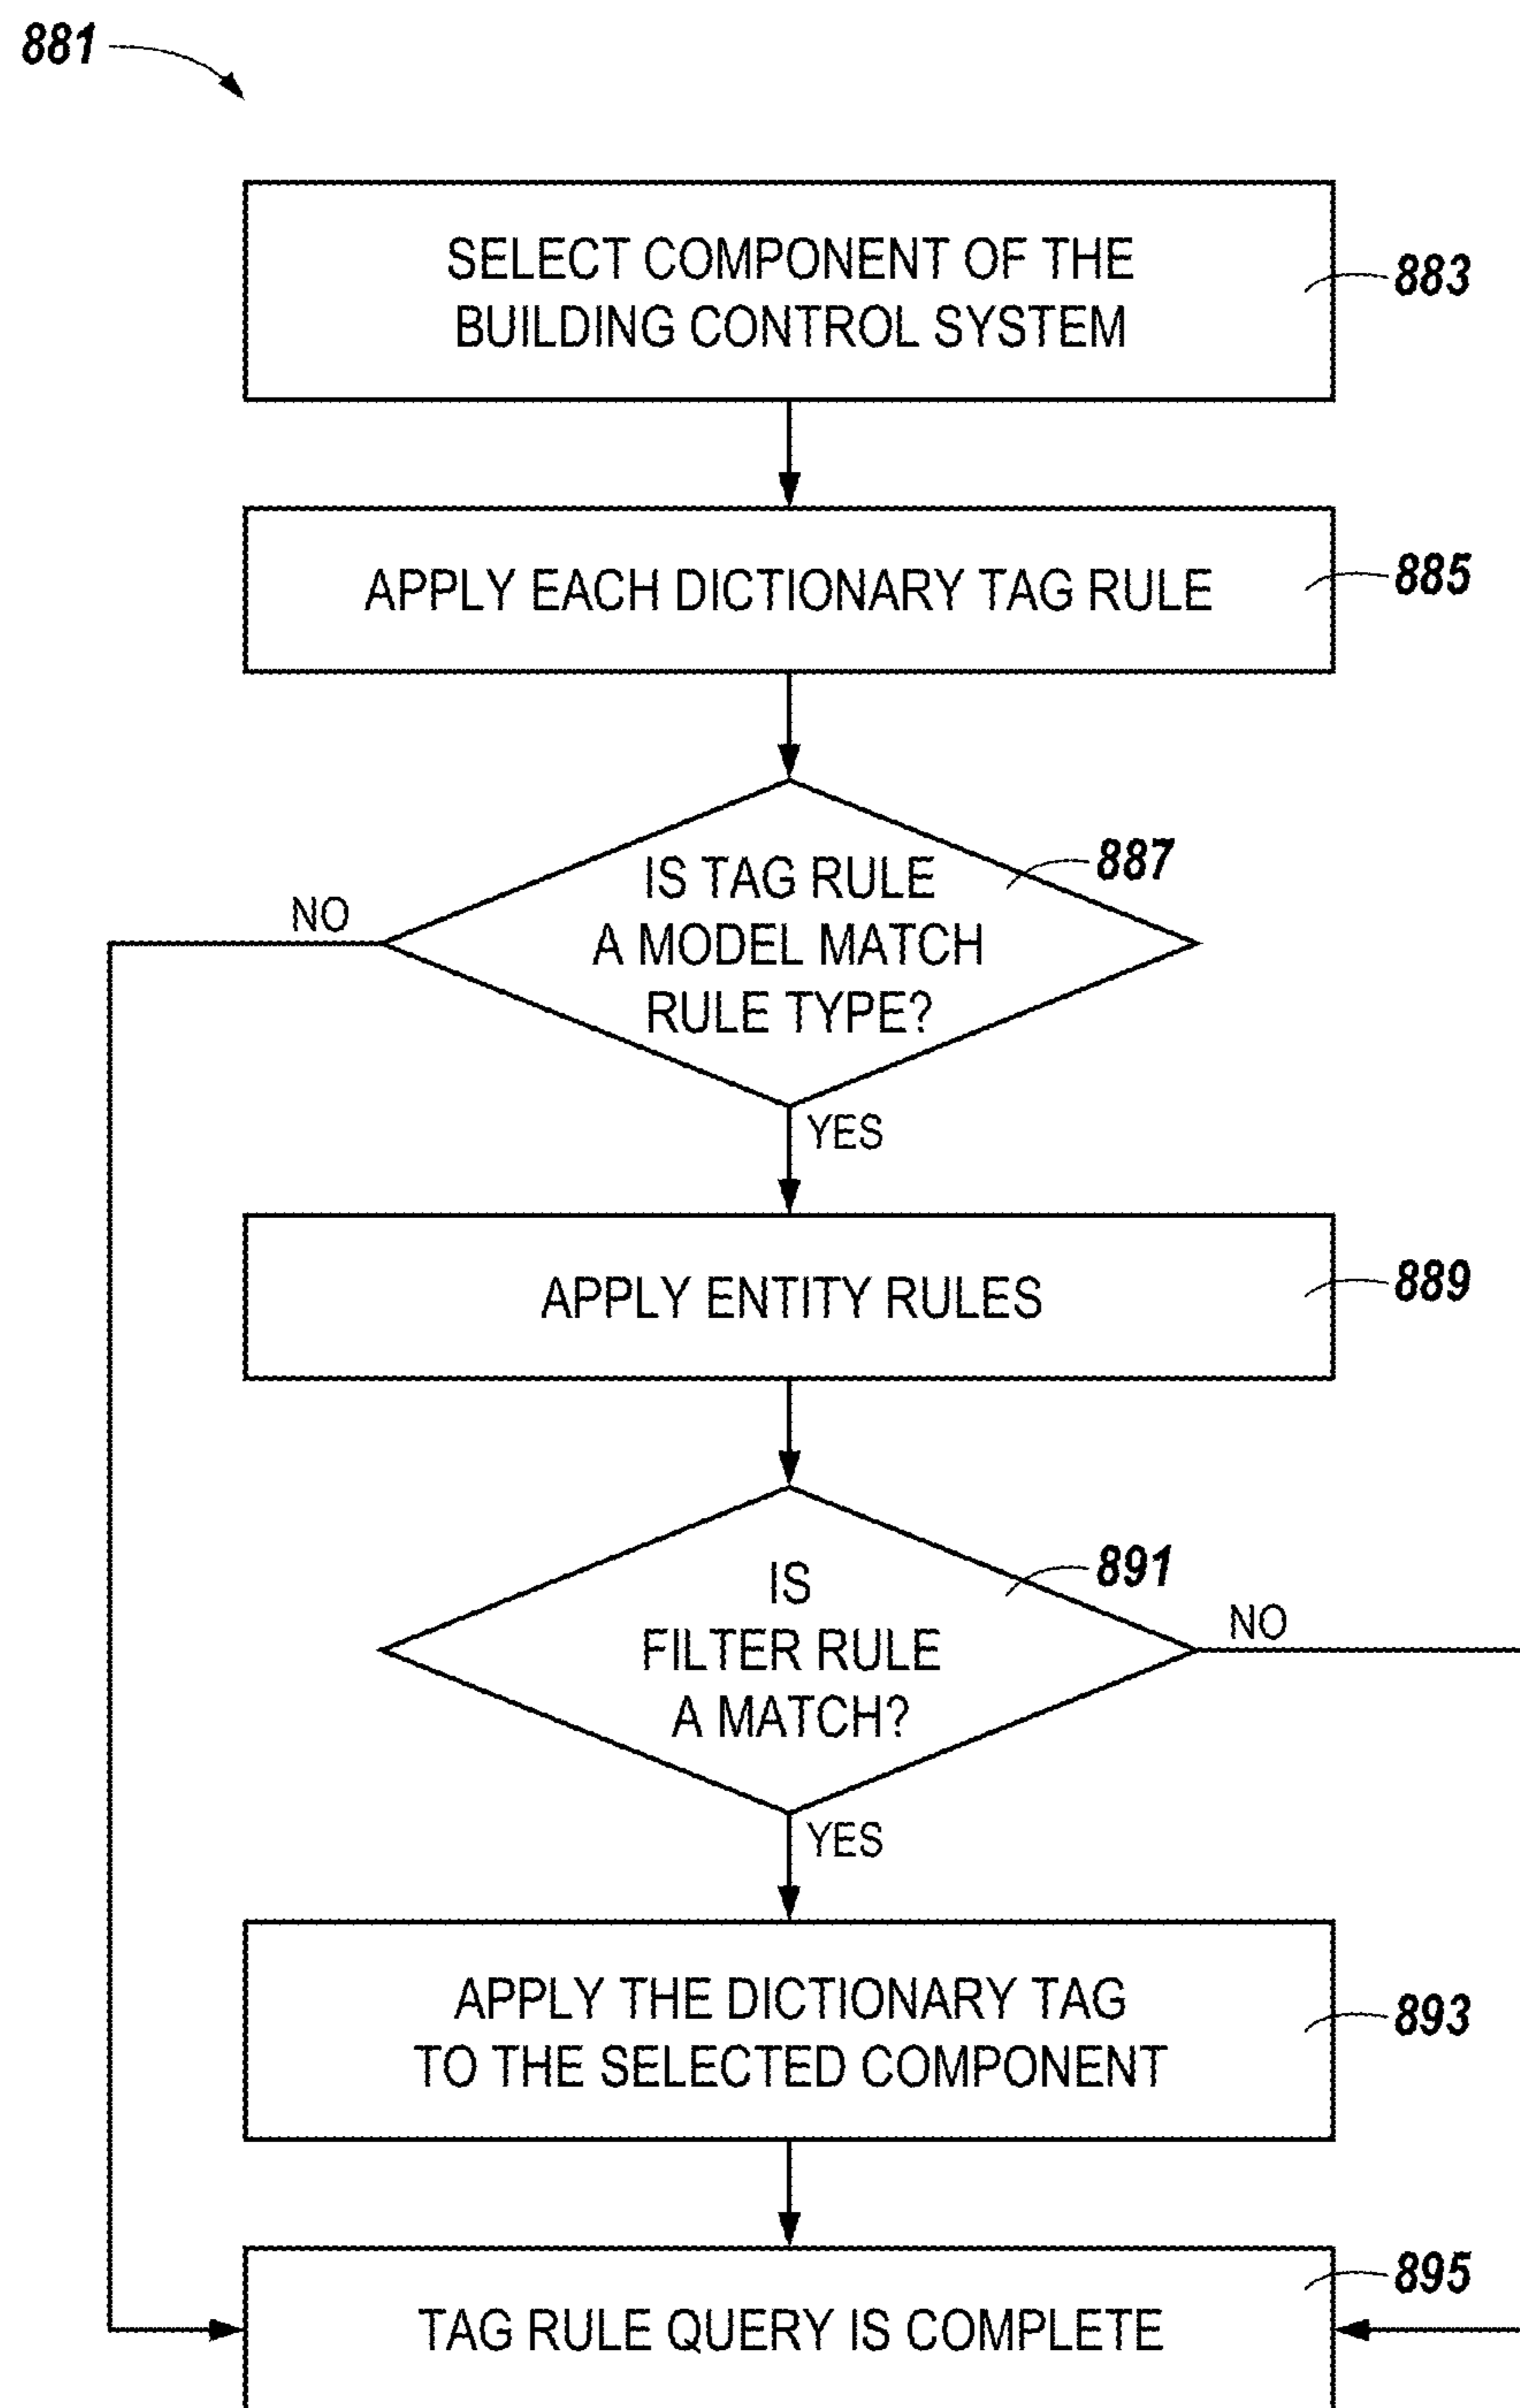 881
SELECT COMPONENT OF THE
BUILDING CONTROL SYSTEM
883
APPLY EACH DICTIONARY TAG RULE
885
IS TAG RULE
A MODEL MATCH
RULE TYPE?
887
NO
YES
APPLY ENTITY RULES
889
IS
FILTER RULE
A MATCH?
891
NO
YES
APPLY THE DICTIONARY TAG
TO THE SELECTED COMPONENT
893
TAG RULE QUERY IS COMPLETE
895